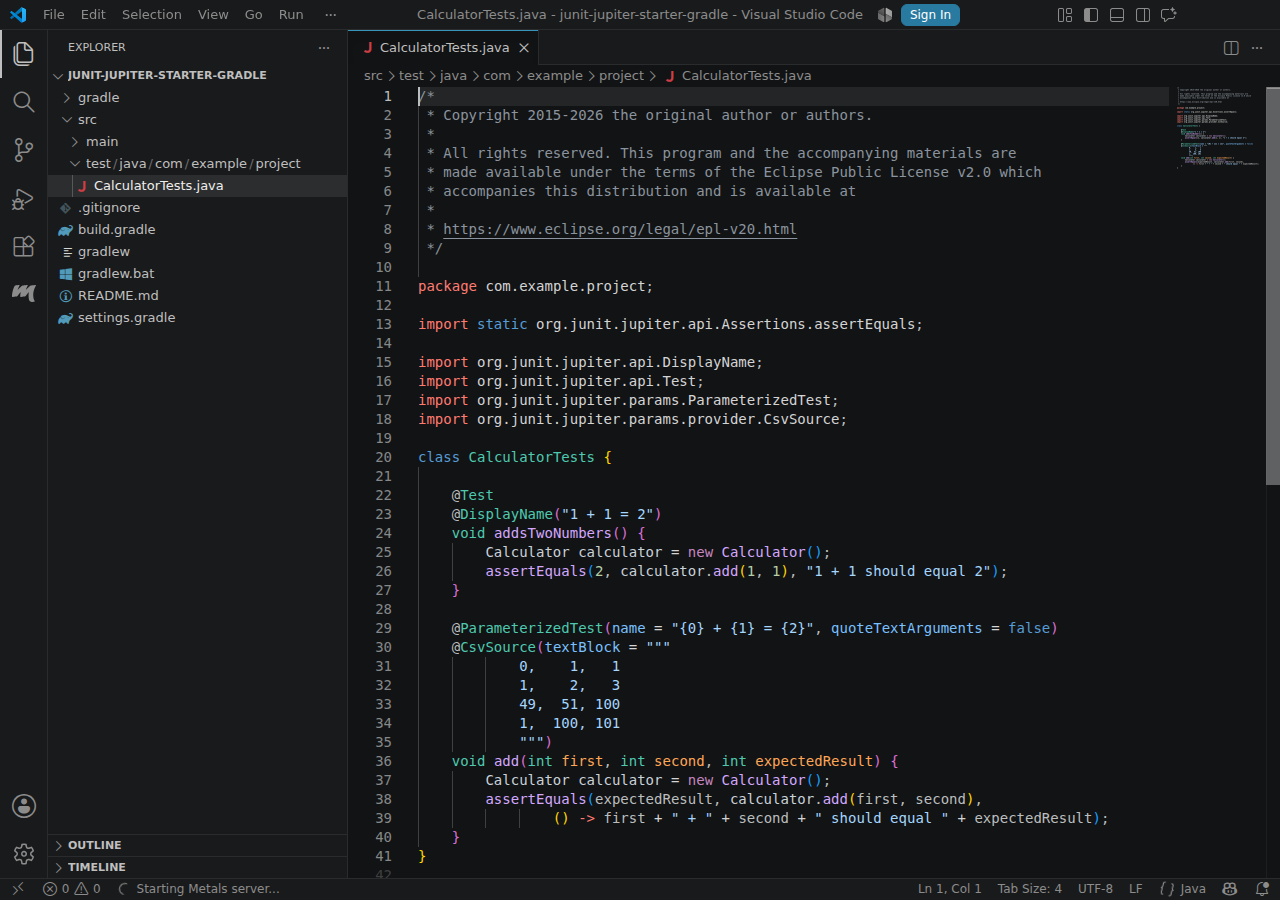 File Edit Selection View Go Run ··· CalculatorTests.java - junit-jupiter-starter-gradle - Visual Studio Code Sign In
EXPLORER ···
JUNIT-JUPITER-STARTER-GRADLE
gradle
src
main
test/java/com/example/project
CalculatorTests.java
.gitignore
build.gradle
gradlew
gradlew.bat
README.md
settings.gradle
OUTLINE
TIMELINE
CalculatorTests.java
src > test > java > com > example > project > CalculatorTests.java
1 /*
2  * Copyright 2015-2026 the original author or authors.
3  *
4  * All rights reserved. This program and the accompanying materials are
5  * made available under the terms of the Eclipse Public License v2.0 which
6  * accompanies this distribution and is available at
7  *
8  * https://www.eclipse.org/legal/epl-v20.html
9  */
10
11 package com.example.project;
12
13 import static org.junit.jupiter.api.Assertions.assertEquals;
14
15 import org.junit.jupiter.api.DisplayName;
16 import org.junit.jupiter.api.Test;
17 import org.junit.jupiter.params.ParameterizedTest;
18 import org.junit.jupiter.params.provider.CsvSource;
19
20 class CalculatorTests {
21
22     @Test
23     @DisplayName("1 + 1 = 2")
24     void addsTwoNumbers() {
25         Calculator calculator = new Calculator();
26         assertEquals(2, calculator.add(1, 1), "1 + 1 should equal 2");
27     }
28
29     @ParameterizedTest(name = "{0} + {1} = {2}", quoteTextArguments = false)
30     @CsvSource(textBlock = """
31             0,    1,   1
32             1,    2,   3
33             49,  51, 100
34             1,  100, 101
35             """)
36     void add(int first, int second, int expectedResult) {
37         Calculator calculator = new Calculator();
38         assertEquals(expectedResult, calculator.add(first, second),
39                 () -> first + " + " + second + " should equal " + expectedResult);
40     }
41 }
42
0 0 Starting Metals server... Ln 1, Col 1 Tab Size: 4 UTF-8 LF {} Java